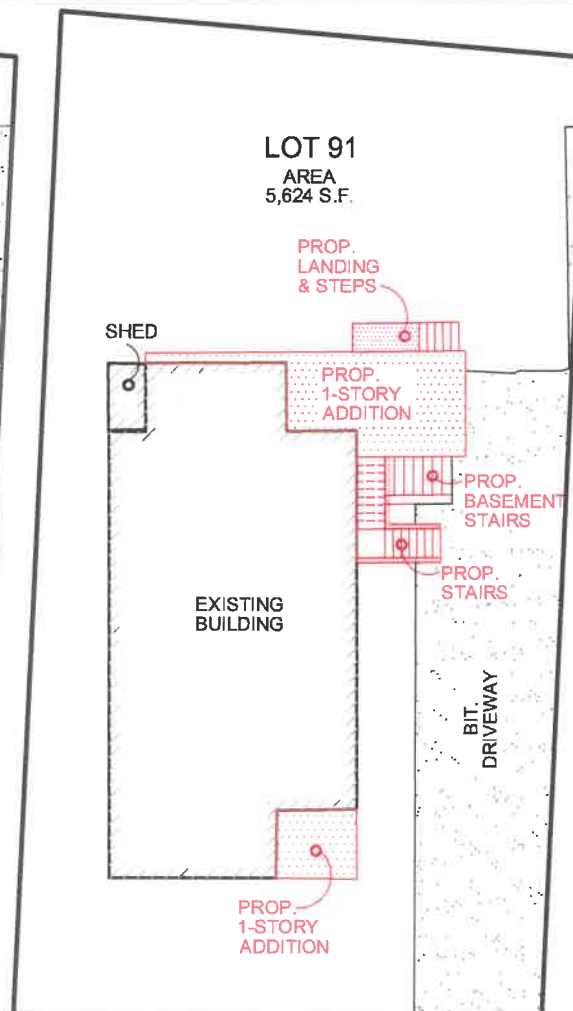 LOT 91
AREA
5,624 S.F.
PROP.
LANDING
& STEPS
SHED
PROP.
1-STORY
ADDITION
PROP.
BASEMENT
STAIRS
PROP.
STAIRS
EXISTING
BUILDING
BIT.
DRIVEWAY
PROP.
1-STORY
ADDITION